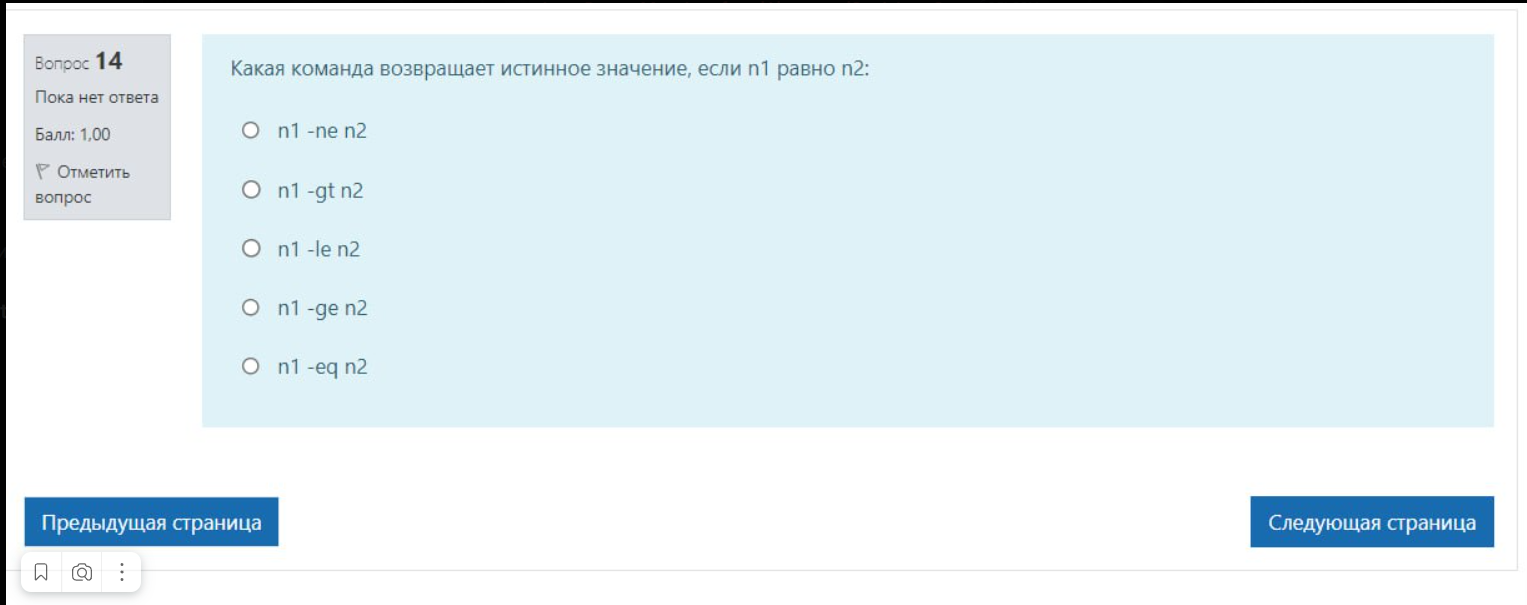 Вопрос 14
Пока нет ответа
Балл: 1,00
Отметить
вопрос
Какая команда возвращает истинное значение, если n1 равно n2:
n1 -ne n2
n1 -gt n2
n1 -le n2
n1 -ge n2
n1 -eq n2
Предыдущая страница
Следующая страница